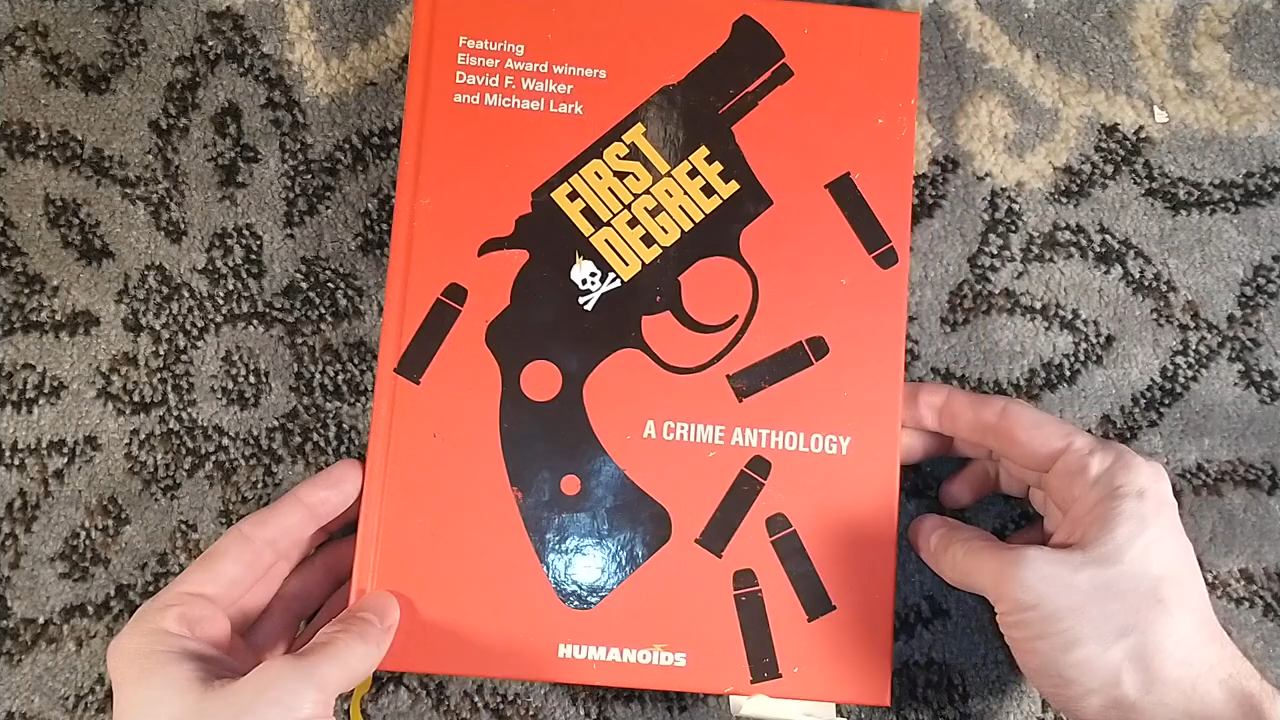 Featuring
Eisner Award winners
David F. Walker
and Michael Lark
FIRST
DEGREE
A CRIME ANTHOLOGY
HUMANOIDS